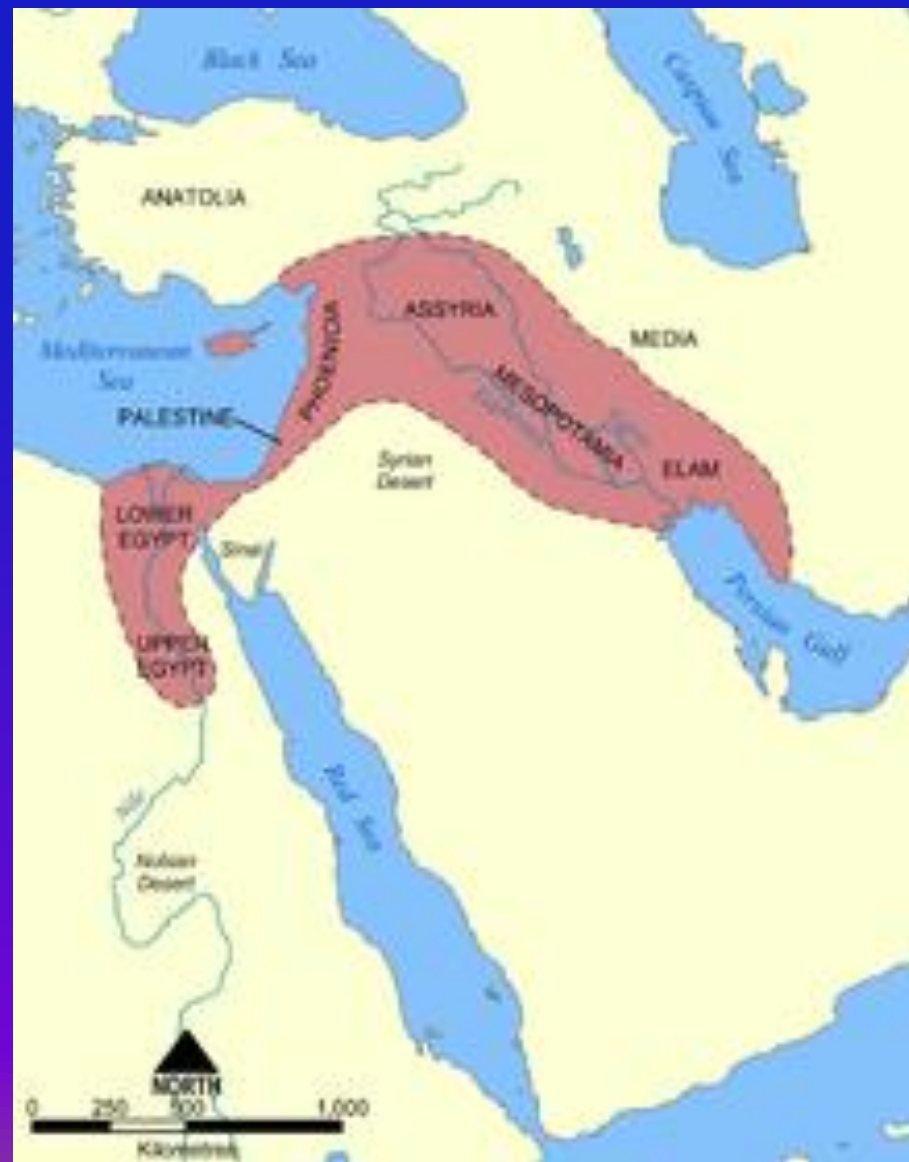 Black Sea
Caspian
Sea
ANATOLIA
ASSYRIA
MEDIA
Mediterranean
Sea
PHOENICIA
MESOPOTAMIA
PALESTINE
ELAM
Syrian
Desert
LOWER
EGYPT
Sinai
Persian Gulf
UPPER
EGYPT
Red Sea
Nile
Nubian
Desert
NORTH
0 250 500 1,000
Kilometres